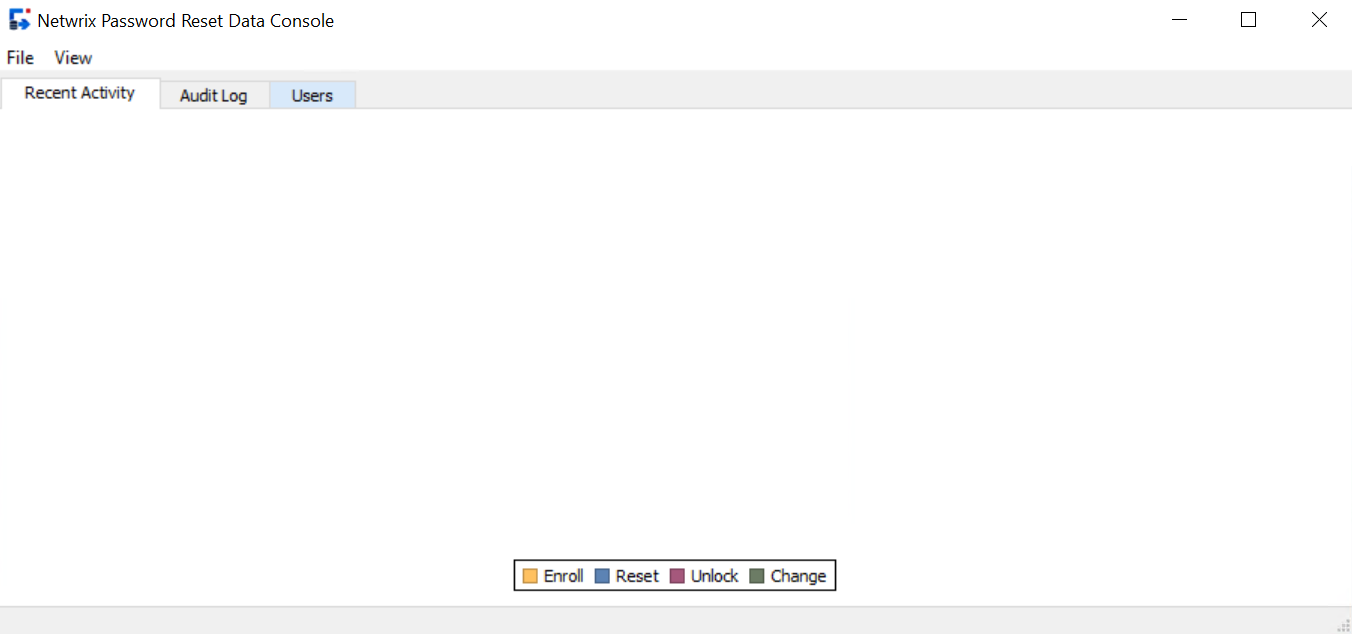 Netwrix Password Reset Data Console
File View
Recent Activity Audit Log Users
Enroll Reset Unlock Change